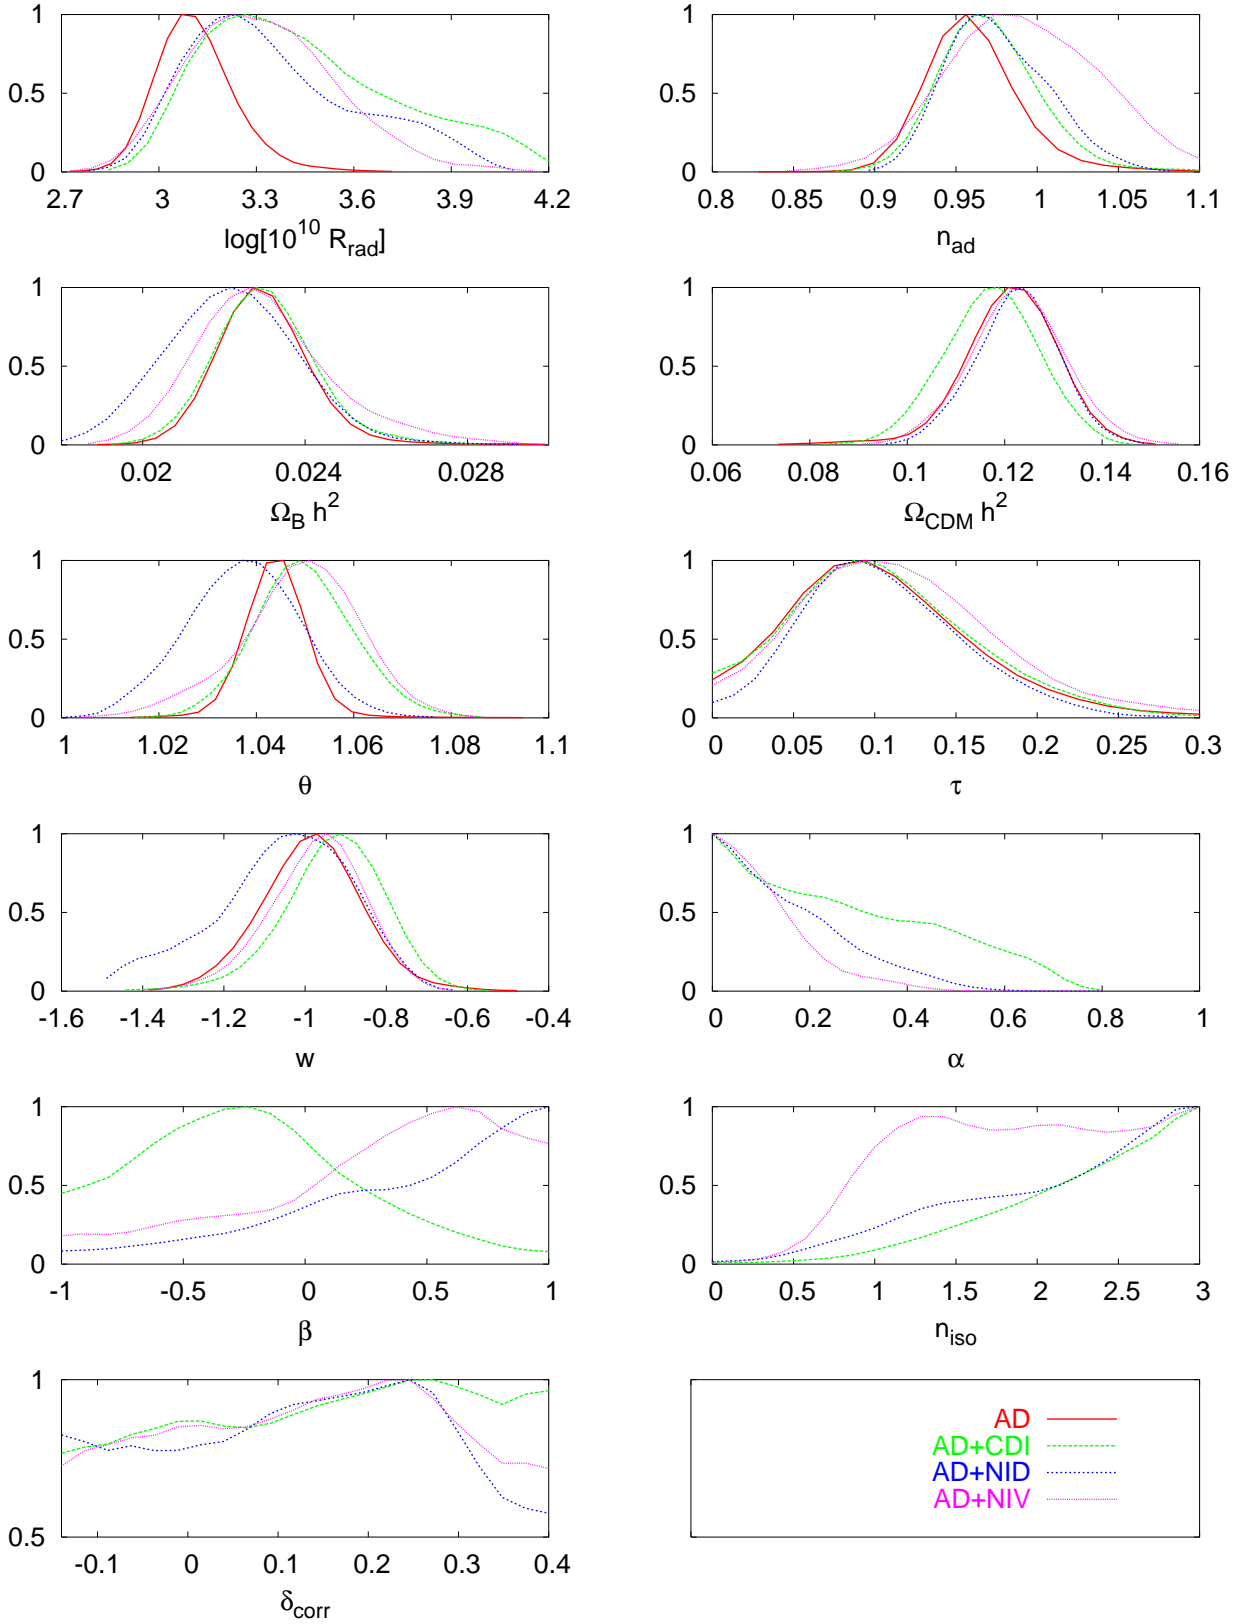 1 1
0.5 0.5
0 0
2.7 3 3.3 3.6 3.9 4.2 0.8 0.85 0.9 0.95 1 1.05 1.1
log[10^10 R_rad] n_ad
1 1
0.5 0.5
0 0
0.02 0.024 0.028 0.06 0.08 0.1 0.12 0.14 0.16
Ω_B h^2 Ω_CDM h^2
1 1
0.5 0.5
0 0
1 1.02 1.04 1.06 1.08 1.1 0 0.05 0.1 0.15 0.2 0.25 0.3
θ τ
1 1
0.5 0.5
0 0
-1.6 -1.4 -1.2 -1 -0.8 -0.6 -0.4 0 0.2 0.4 0.6 0.8 1
w α
1 1
0.5 0.5
0 0
-1 -0.5 0 0.5 1 0 0.5 1 1.5 2 2.5 3
β n_iso
1
AD
AD+CDI
AD+NID
AD+NIV
0.5
-0.1 0 0.1 0.2 0.3 0.4
δ_corr